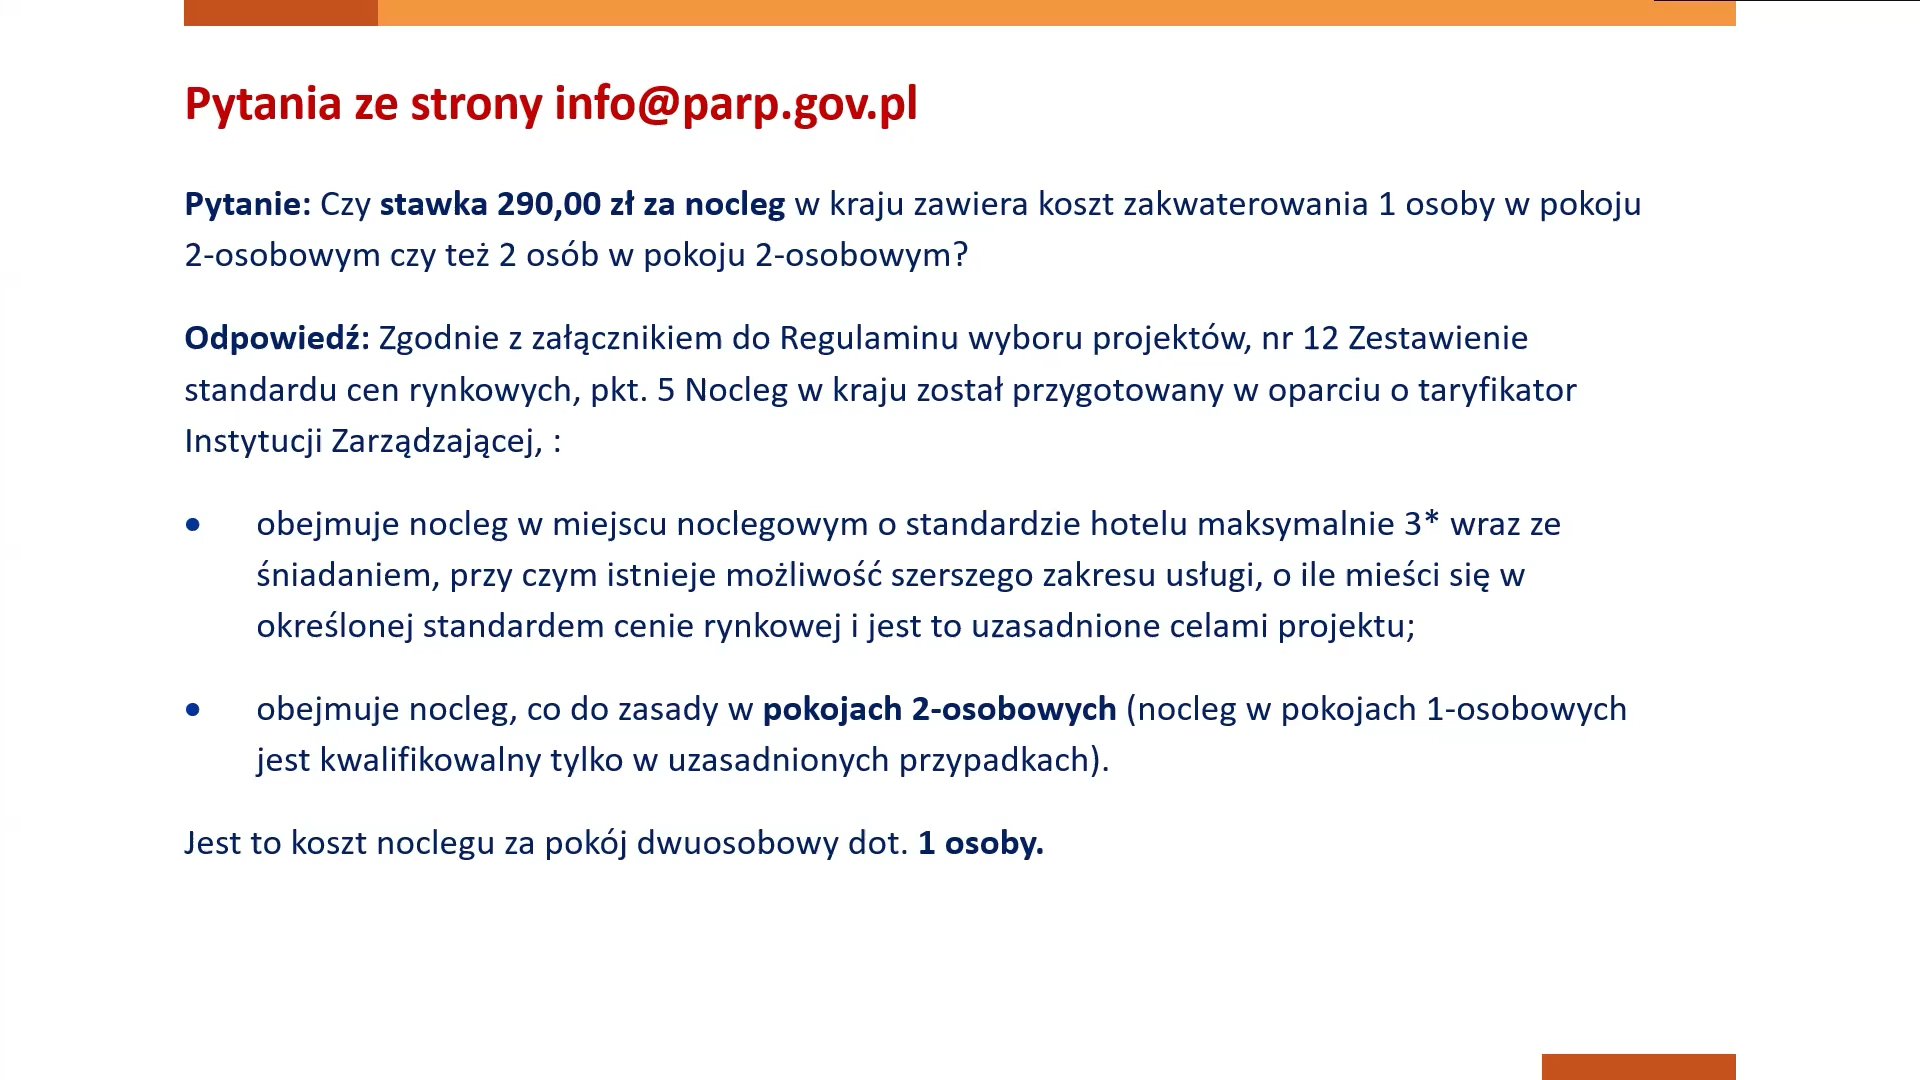 Pytania ze strony info@parp.gov.pl
Pytanie: Czy stawka 290,00 zł za nocleg w kraju zawiera koszt zakwaterowania 1 osoby w pokoju
2-osobowym czy też 2 osób w pokoju 2-osobowym?
Odpowiedź: Zgodnie z załącznikiem do Regulaminu wyboru projektów, nr 12 Zestawienie
standardu cen rynkowych, pkt. 5 Nocleg w kraju został przygotowany w oparciu o taryfikator
Instytucji Zarządzającej, :
• obejmuje nocleg w miejscu noclegowym o standardzie hotelu maksymalnie 3* wraz ze
śniadaniem, przy czym istnieje możliwość szerszego zakresu usługi, o ile mieści się w
określonej standardem cenie rynkowej i jest to uzasadnione celami projektu;
• obejmuje nocleg, co do zasady w pokojach 2-osobowych (nocleg w pokojach 1-osobowych
jest kwalifikowalny tylko w uzasadnionych przypadkach).
Jest to koszt noclegu za pokój dwuosobowy dot. 1 osoby.